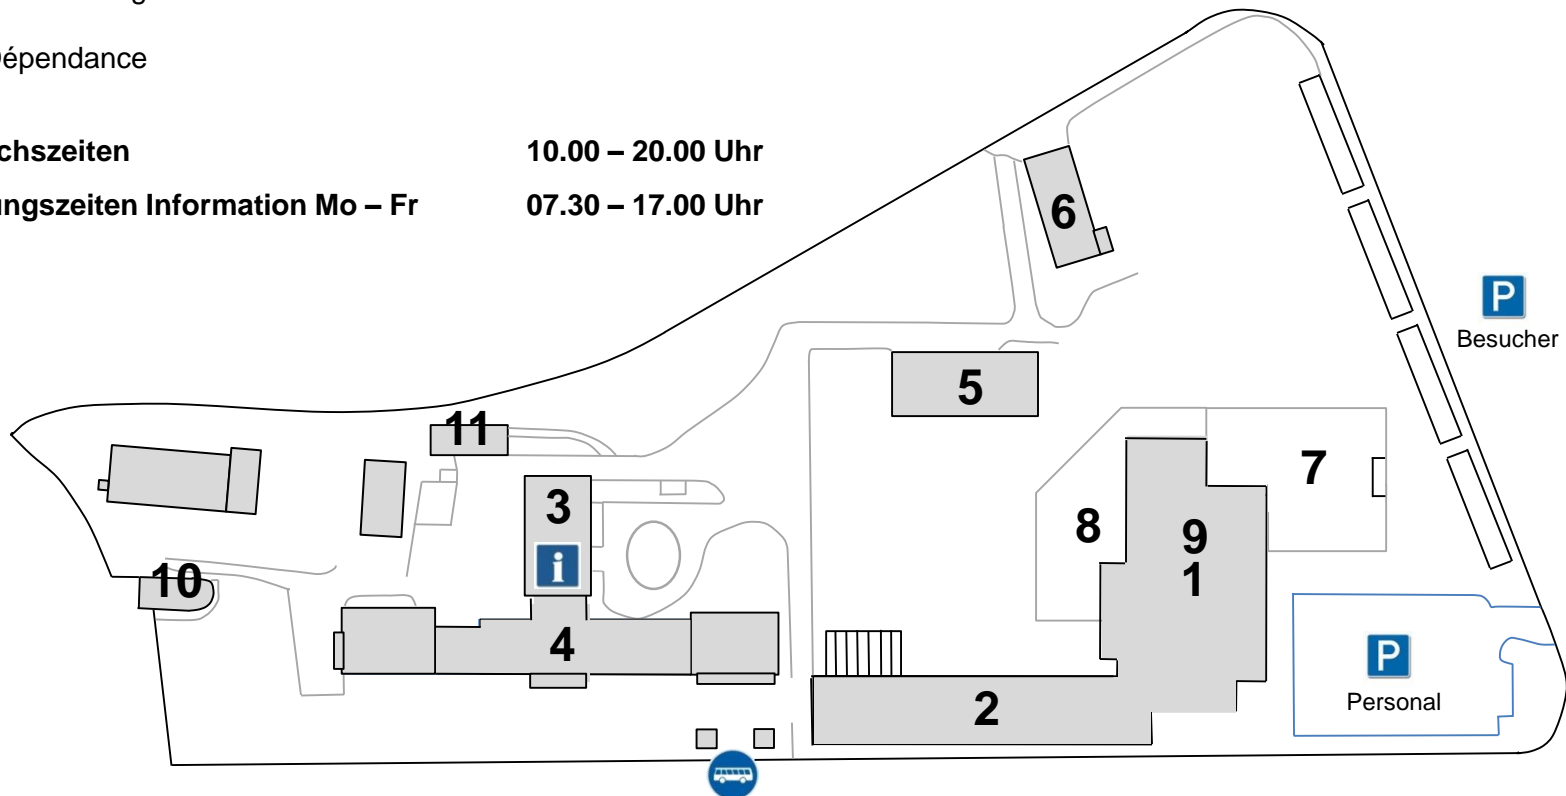 épendance
chszeiten 10.00 – 20.00 Uhr
ngszeiten Information Mo – Fr 07.30 – 17.00 Uhr
6
P
Besucher
5
11
7
3
8
9
i
10
1
4
P
Personal
2